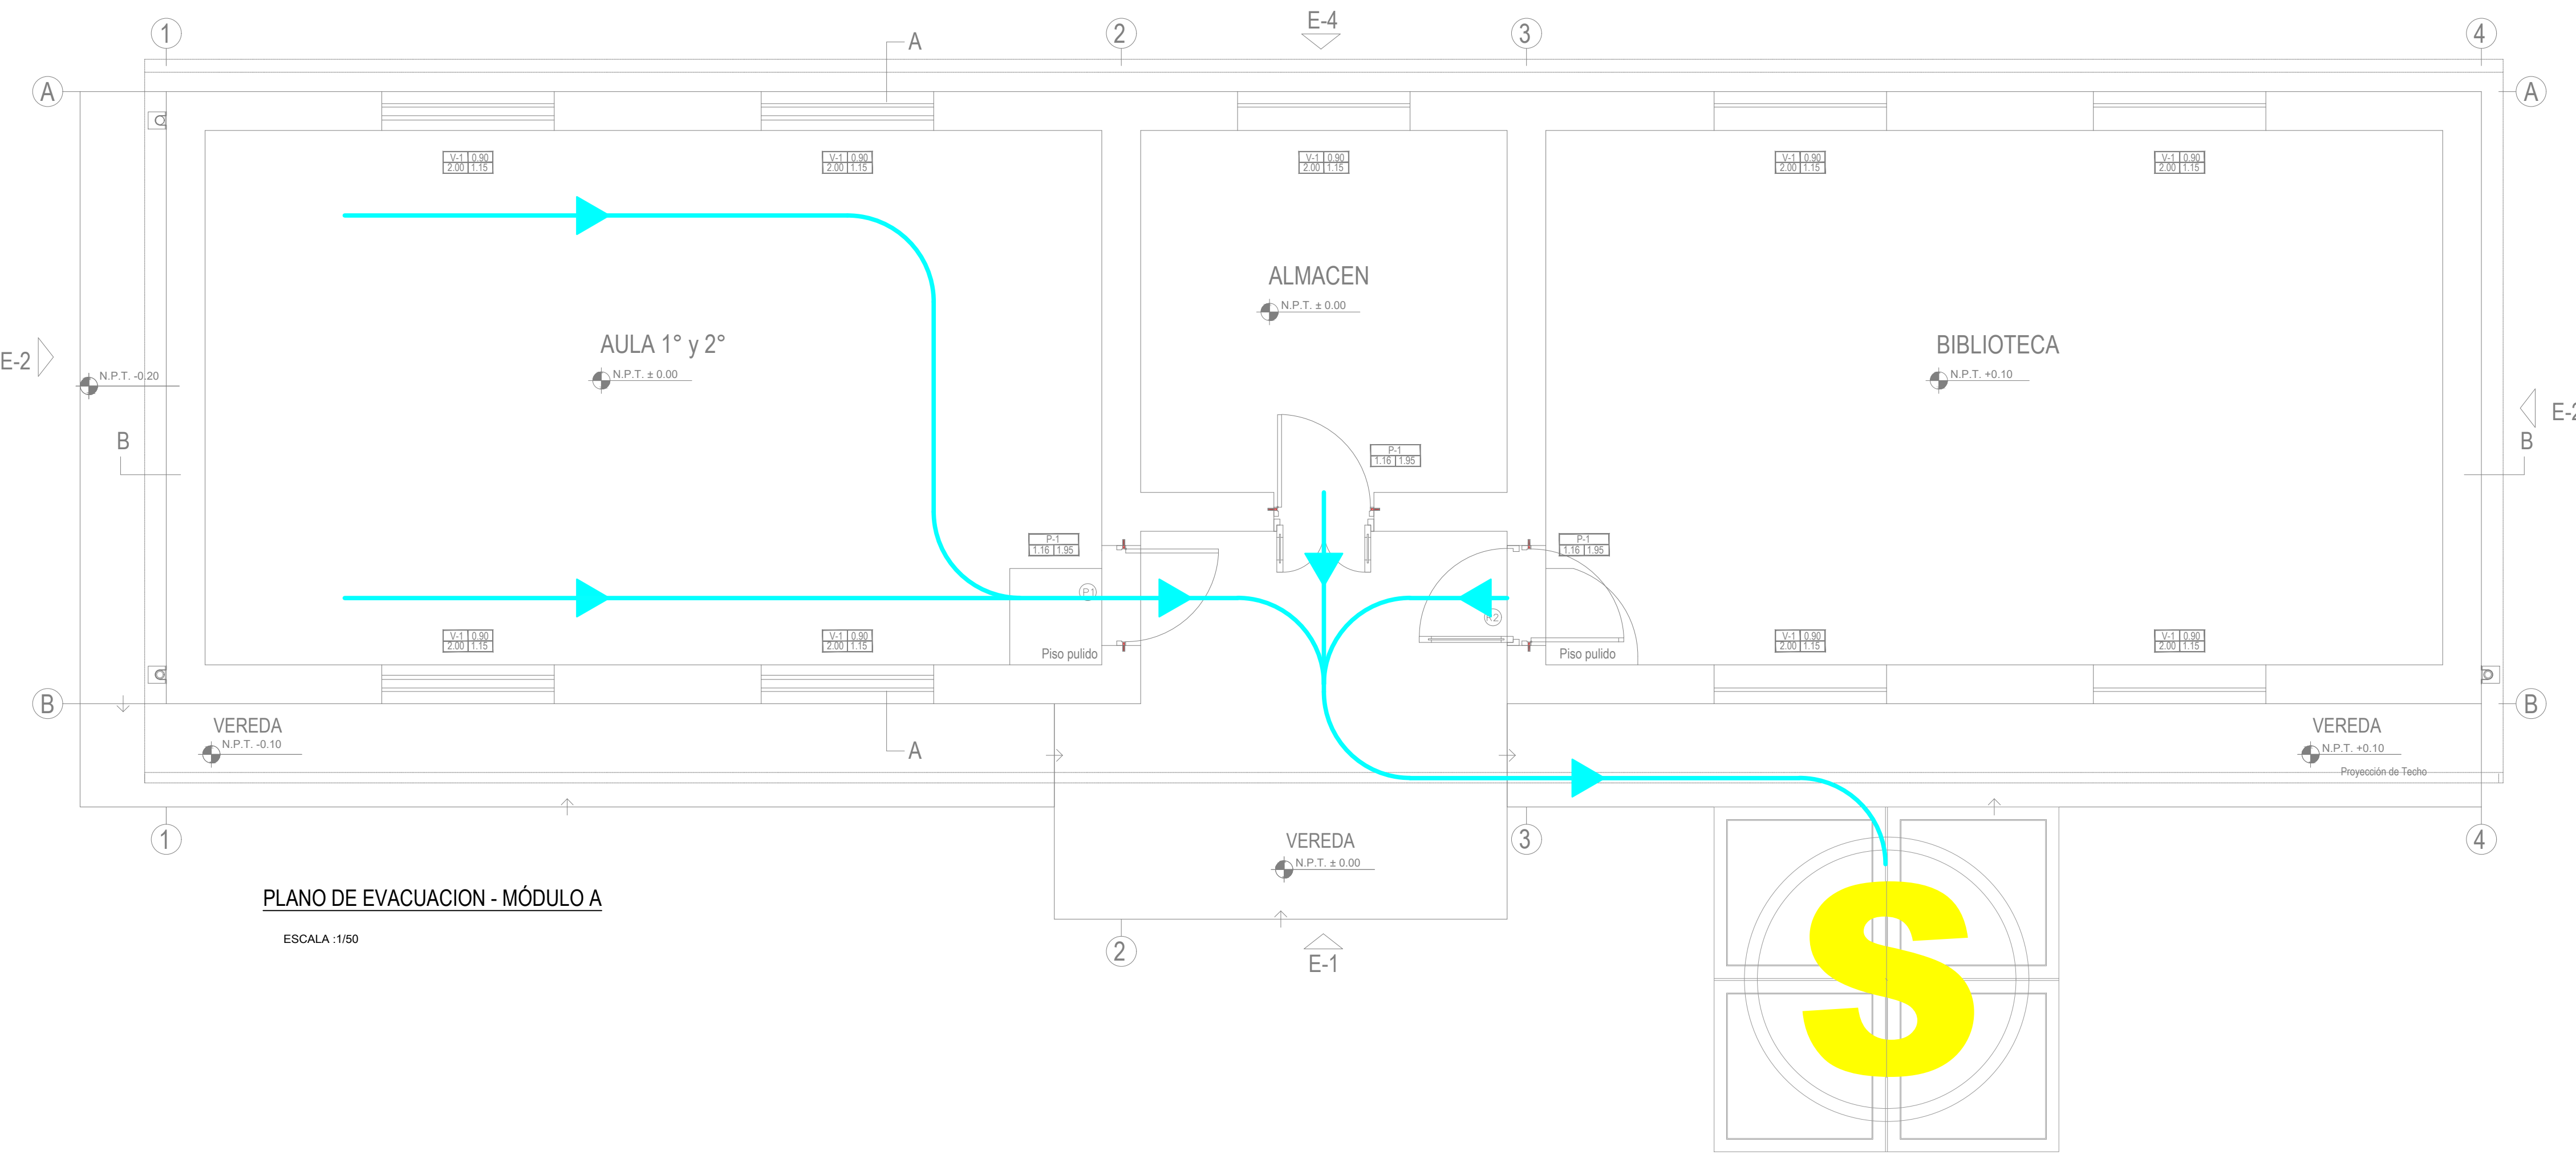 1
2
E-4
3
4
A
A
A
V-1 0.90
2.00 1.15
V-1 0.90
2.00 1.15
V-1 0.90
2.00 1.15
V-1 0.90
2.00 1.15
V-1 0.90
2.00 1.15
ALMACEN
N.P.T. ± 0.00
AULA 1° y 2°
N.P.T. ± 0.00
BIBLIOTECA
N.P.T. +0.10
E-2
N.P.T. -0.20
E-2
B
B
P-1
1.16 1.95
P-1
1.16 1.95
P-1
1.16 1.95
P1
V-1 0.90
2.00 1.15
V-1 0.90
2.00 1.15
V-1 0.90
2.00 1.15
V-1 0.90
2.00 1.15
Piso pulido
Piso pulido
B
B
VEREDA
N.P.T. -0.10
A
VEREDA
N.P.T. +0.10
Proyección de Techo
1
VEREDA
N.P.T. ± 0.00
3
4
PLANO DE EVACUACION - MÓDULO A
ESCALA :1/50
2
E-1
S